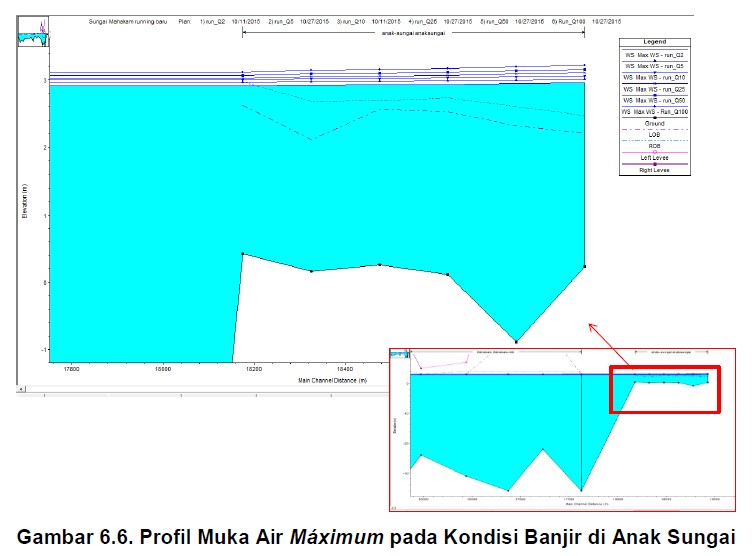 Sungai Mahakam running baru Plan: 1) run_Q2 10/11/2015 2) run_Q5 10/27/2015 3) run_Q10 10/11/2015 4) run_Q25 10/27/2015 5) run_Q50 10/27/2015 6) Run_Q100 10/27/2015
anak-sungai anaksungai
Legend
WS Max WS - run_Q2
WS Max WS - run_Q5
WS Max WS - run_Q10
WS Max WS - run_Q25
WS Max WS - run_Q50
WS Max WS - Run_Q100
Ground
LOB
ROB
Left Levee
Right Levee
3
2
1
0
-1
Elevation (m)
17800
18200
18400
Main Channel Distance (m)
anak-sungai anaksungai
Main Channel Distance (m)
Gambar 6.6. Profil Muka Air Máximum pada Kondisi Banjir di Anak Sungai